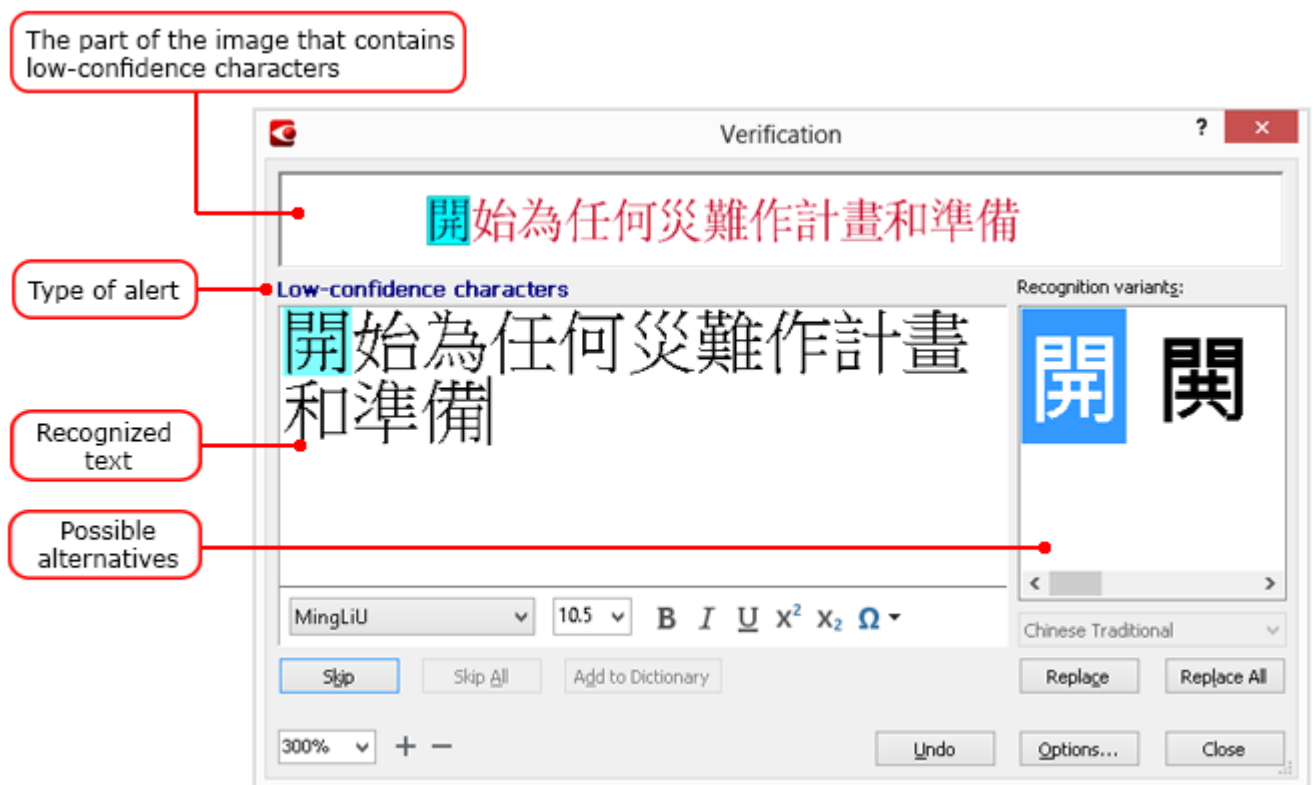 The part of the image that contains
low-confidence characters
Verification
?
開始為任何災難作計畫和準備
Type of alert
Low-confidence characters
Recognition variants:
開始為任何災難作計畫
和準備
開 閧
Recognized
text
Possible
alternatives
MingLiU
10.5
B I U X² X₂ Ω
Chinese Traditional
Skip
Skip All
Add to Dictionary
Replace
Replace All
300%
Undo
Options...
Close